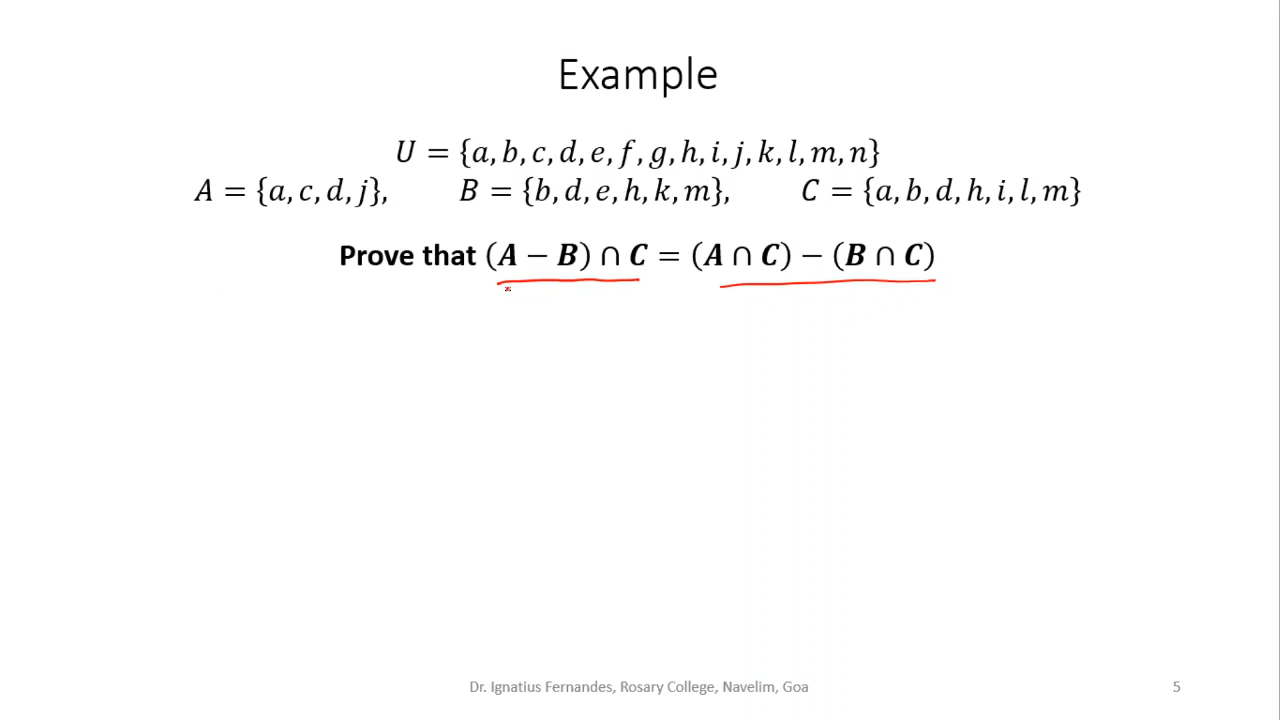 Example
U = {a, b, c, d, e, f, g, h, i, j, k, l, m, n}
A = {a, c, d, j}, B = {b, d, e, h, k, m}, C = {a, b, d, h, i, l, m}
Prove that (A − B) ∩ C = (A ∩ C) − (B ∩ C)
Dr. Ignatius Fernandes, Rosary College, Navelim, Goa 5